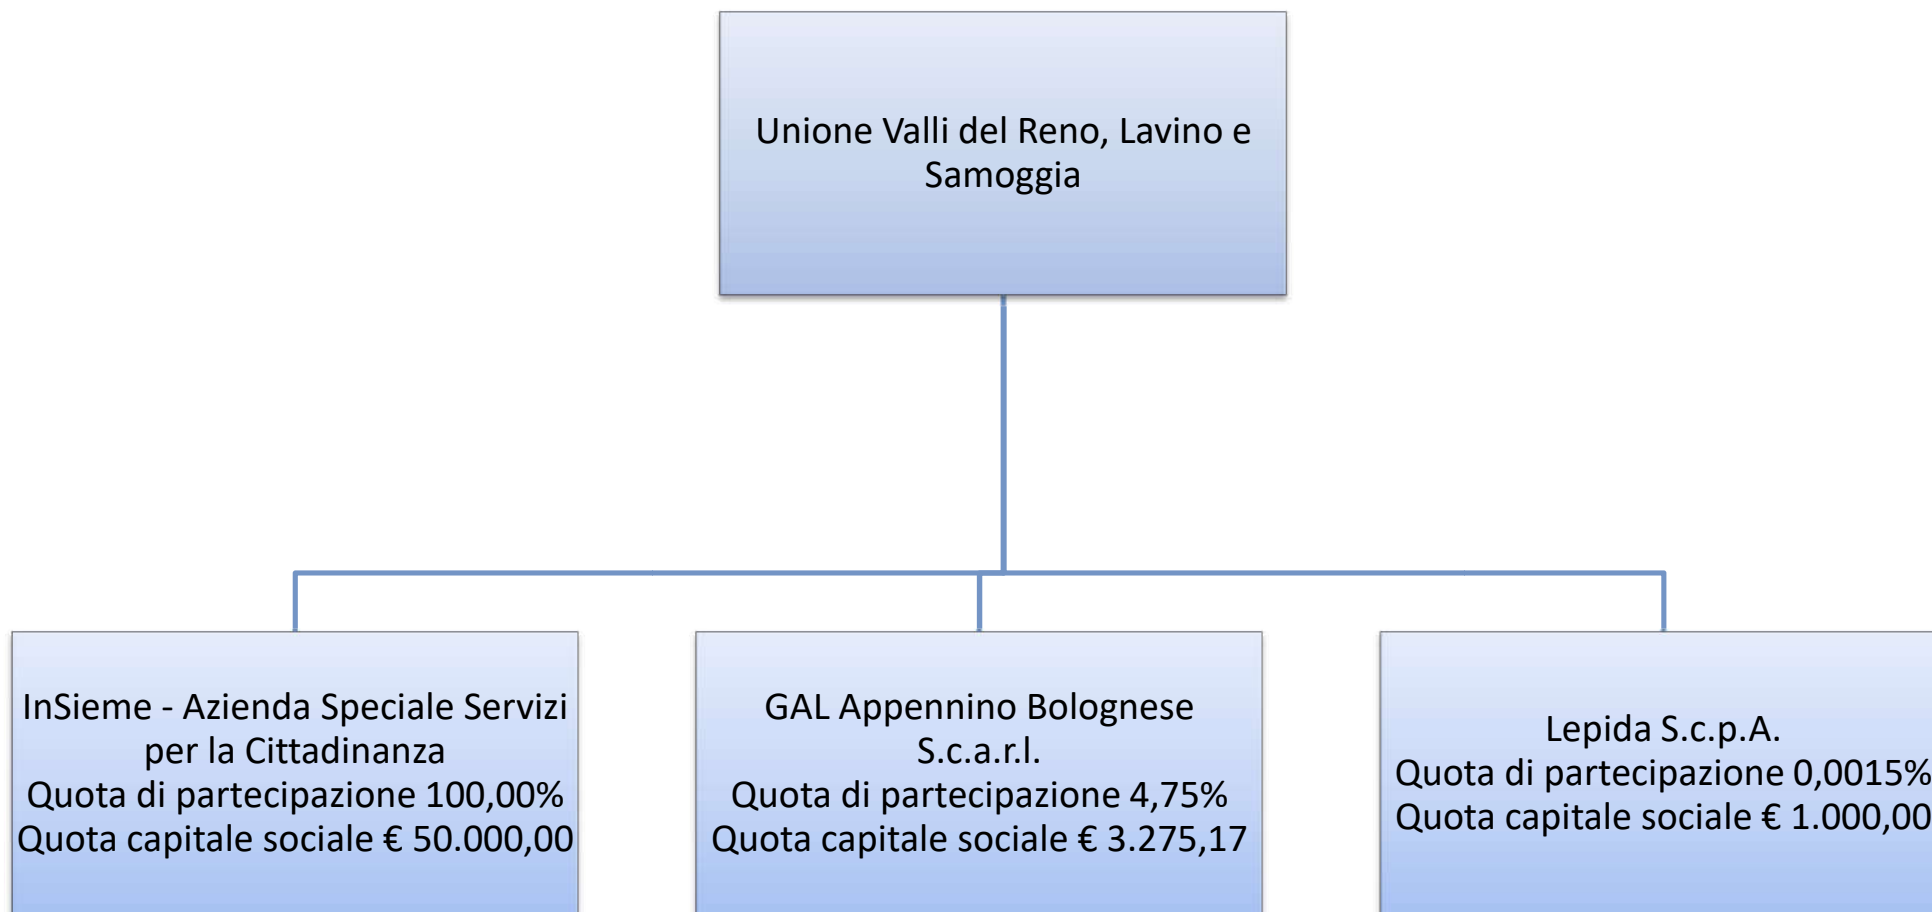 Unione Valli del Reno, Lavino e
Samoggia
InSieme - Azienda Speciale Servizi
per la Cittadinanza
Quota di partecipazione 100,00%
Quota capitale sociale € 50.000,00
GAL Appennino Bolognese
S.c.a.r.l.
Quota di partecipazione 4,75%
Quota capitale sociale € 3.275,17
Lepida S.c.p.A.
Quota di partecipazione 0,0015%
Quota capitale sociale € 1.000,00